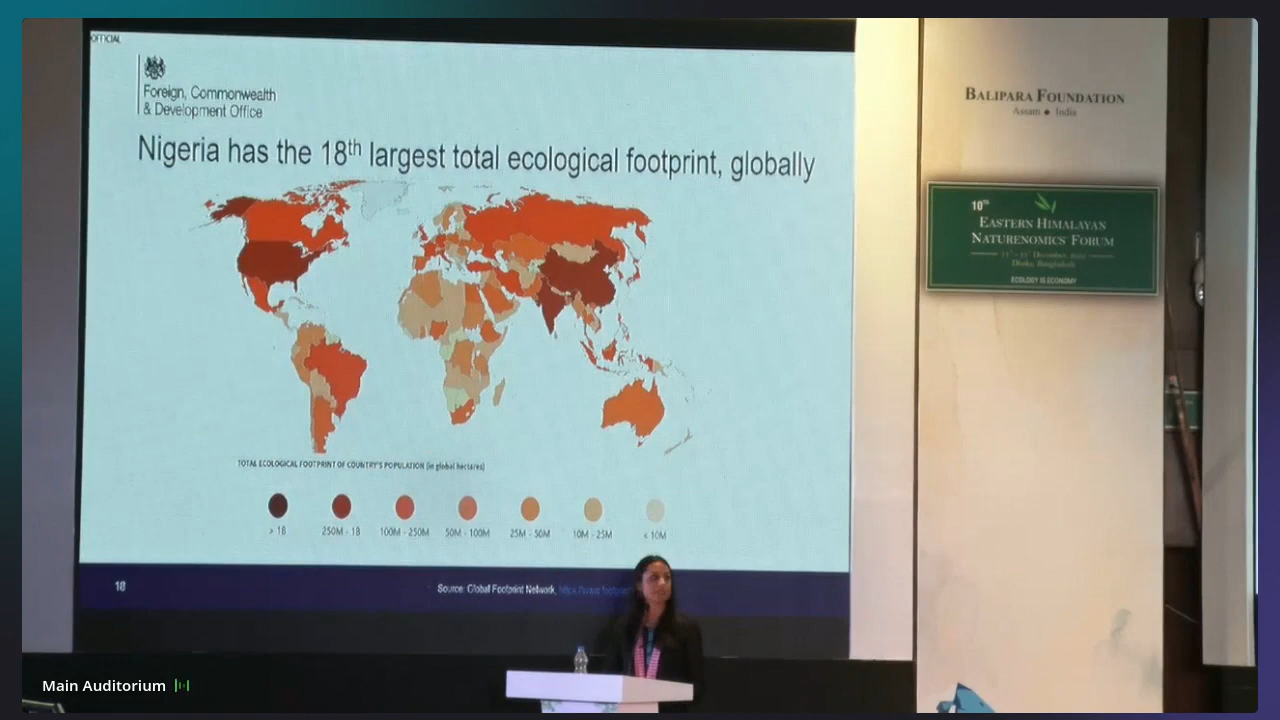 OFFICIAL
Foreign, Commonwealth
& Development Office
Nigeria has the 18th largest total ecological footprint, globally
TOTAL ECOLOGICAL FOOTPRINT OF COUNTRY'S POPULATION (in global hectares)
> 1B
250M - 1B
100M - 250M
50M - 100M
25M - 50M
10M - 25M
< 10M
18
Source: Global Footprint Network,
BALIPARA FOUNDATION
Assam ● India
10TH
EASTERN HIMALAYAN
NATURENOMICS FORUM
Dhaka, Bangladesh
ECOLOGY IS ECONOMY
Main Auditorium